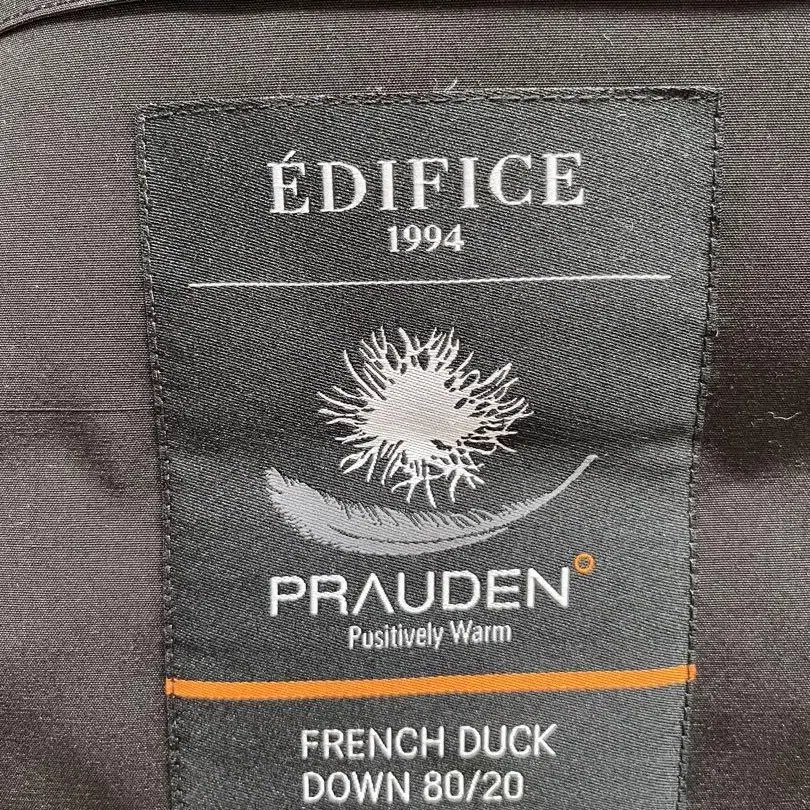 ÉDIFICE
1994
PRAUDEN
Pusitively Warm
FRENCH DUCK
DOWN 80/20